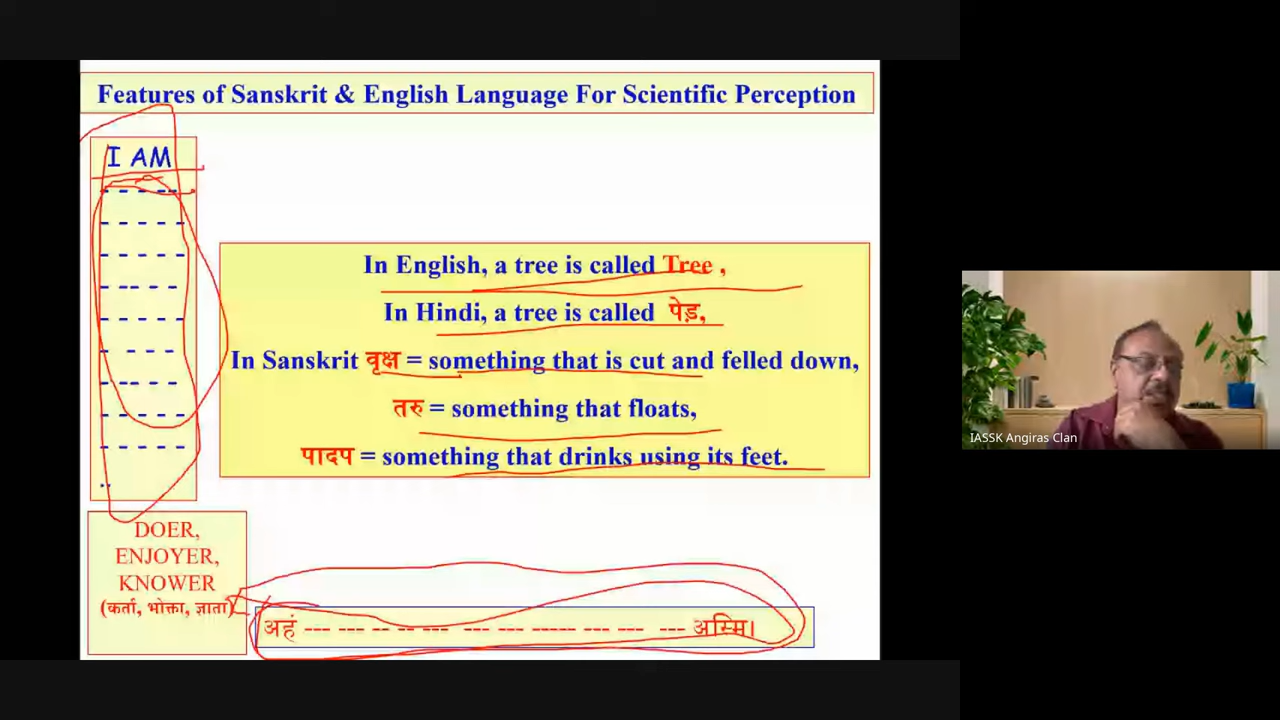 Features of Sanskrit & English Language For Scientific Perception
I AM
- - - - -
- - - - -
- - - - -
- -- - - -
- - - - -
- - - - -
- -- - - -
- - - - -
- - - - -
..
In English, a tree is called Tree ,
In Hindi, a tree is called पेड़,
In Sanskrit वृक्ष = something that is cut and felled down,
तरु = something that floats,
पादप = something that drinks using its feet.
DOER,
ENJOYER,
KNOWER
(कर्ता, भोक्ता, ज्ञाता)
अहं --- --- -- -- --- --- --- ----- --- --- --- अस्मि।
IASSK Angiras Clan